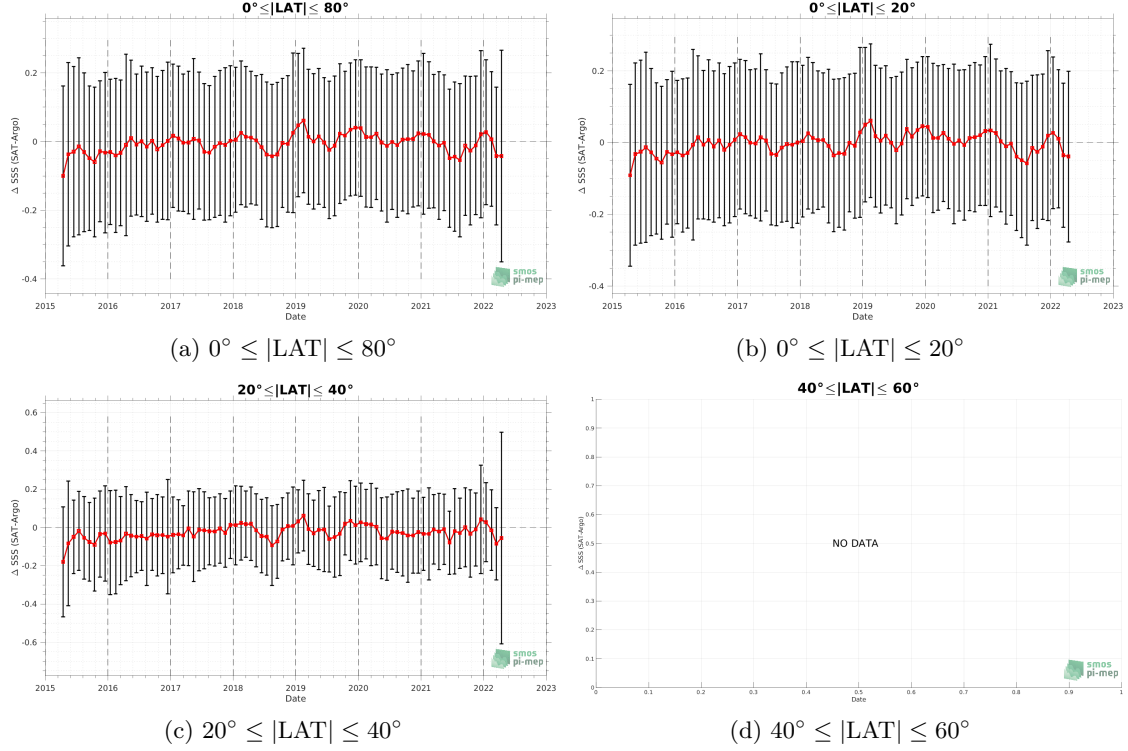 0°≤|LAT|≤ 80°
Δ SSS (SAT-Argo)
0.2
0
-0.2
-0.4
2015 2016 2017 2018 2019 2020 2021 2022 2023
Date
smos
pi-mep
(a) 0° ≤ |LAT| ≤ 80°
0°≤|LAT|≤ 20°
Δ SSS (SAT-Argo)
0.2
0
-0.2
-0.4
2015 2016 2017 2018 2019 2020 2021 2022 2023
Date
smos
pi-mep
(b) 0° ≤ |LAT| ≤ 20°
20°≤|LAT|≤ 40°
Δ SSS (SAT-Argo)
0.6
0.4
0.2
0
-0.2
-0.4
-0.6
2015 2016 2017 2018 2019 2020 2021 2022 2023
Date
smos
pi-mep
(c) 20° ≤ |LAT| ≤ 40°
40°≤|LAT|≤ 60°
Δ SSS (SAT-Argo)
1
0.9
0.8
0.7
0.6
0.5
0.4
0.3
0.2
0.1
0
NO DATA
0 0.1 0.2 0.3 0.4 0.5 0.6 0.7 0.8 0.9 1
Date
smos
pi-mep
(d) 40° ≤ |LAT| ≤ 60°